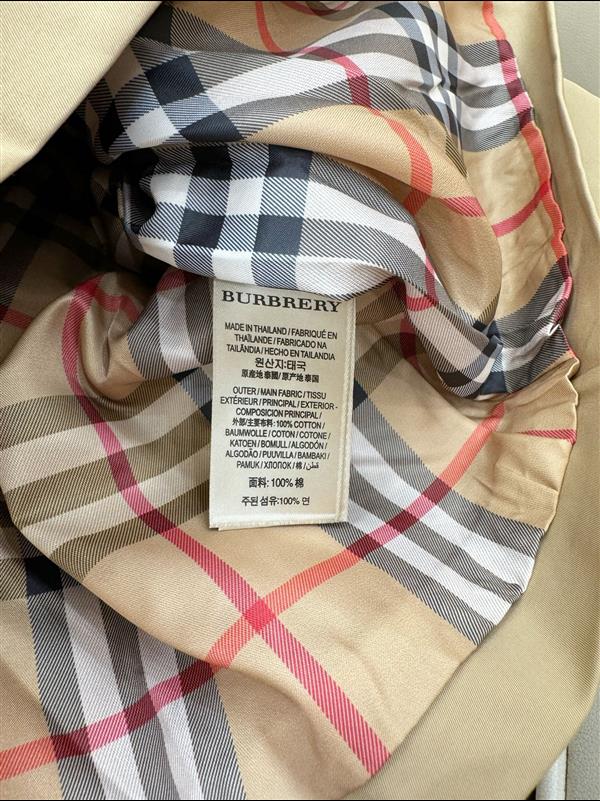 BURBRERY
MADE IN THAILAND / FABRIQUÉ EN
THAÏLANDE / FABRICADO NA
TAILÂNDIA / HECHO EN TAILANDIA
원산지:태국
原産地 泰國 / 原产地 泰国
OUTER / MAIN FABRIC / TISSU
EXTÉRIEUR / PRINCIPAL / EXTERIOR -
COMPOSICION PRINCIPAL /
外部/主要布料: 100% COTTON /
BAUMWOLLE / COTON / COTONE /
KATOEN / BOMULL / ALGODÓN /
ALGODÃO / PUUVILLA / BAMBAKI /
PAMUK / ХЛОПОК / 棉 / قطن /
面料: 100% 棉
주된 섬유:100% 면